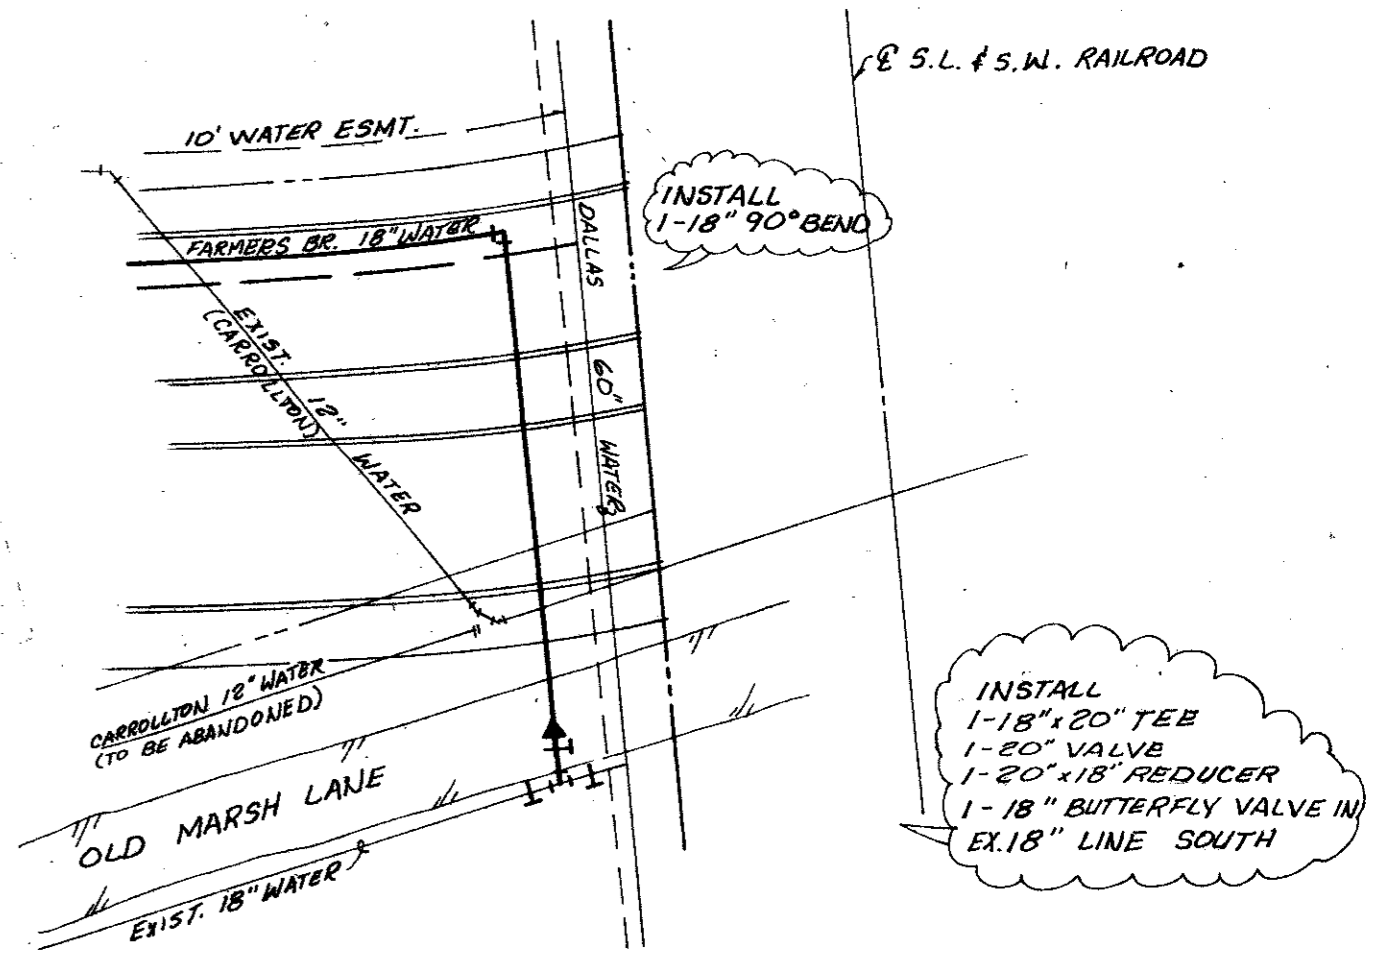 ℄ S.L. & S.W. RAILROAD
10' WATER ESMT.
INSTALL
1-18" 90° BEND
FARMERS BR. 18" WATER
DALLAS 60" WATER
EXIST. 12" WATER
(CARROLLTON)
CARROLLTON 12" WATER
(TO BE ABANDONED)
OLD MARSH LANE
EXIST. 18" WATER
INSTALL
1-18" x 20" TEE
1-20" VALVE
1-20" x 18" REDUCER
1-18" BUTTERFLY VALVE IN
EX. 18" LINE SOUTH